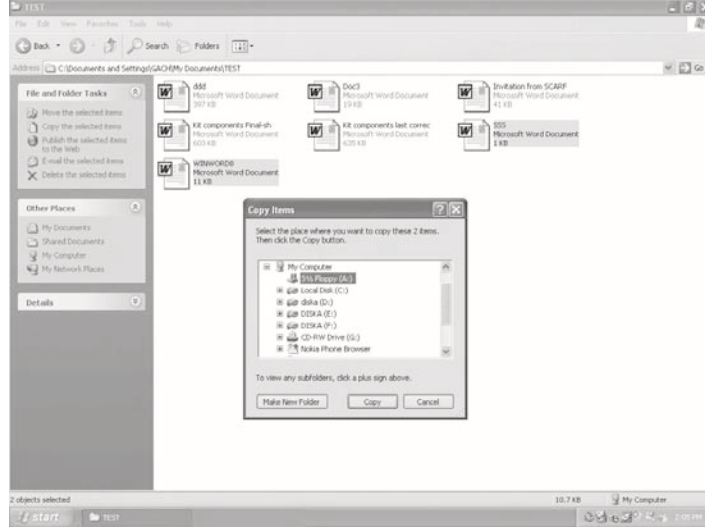 TEST
File Edit View Favorites Tools Help
Back Search Folders
Address C:\Documents and Settings\GACH\My Documents\TEST Go
File and Folder Tasks
Move the selected items
Copy the selected items
Publish the selected items
to the Web
E-mail the selected items
Delete the selected items
Other Places
My Documents
Shared Documents
My Computer
My Network Places
Details
ddd
Microsoft Word Document
397 KB
Doc3
Microsoft Word Document
19 KB
Invitation from SCARF
Microsoft Word Document
41 KB
Kit components Final-sh
Microsoft Word Document
603 KB
Kit components last correc
Microsoft Word Document
635 KB
SSS
Microsoft Word Document
1 KB
WINWORD8
Microsoft Word Document
11 KB
Copy Items
Select the place where you want to copy these 2 items.
Then click the Copy button.
My Computer
3½ Floppy (A:)
Local Disk (C:)
diska (D:)
DISKA (E:)
DISKA (F:)
CD-RW Drive (G:)
Nokia Phone Browser
To view any subfolders, click a plus sign above.
Make New Folder Copy Cancel
2 objects selected 10.7 KB My Computer
start TEST